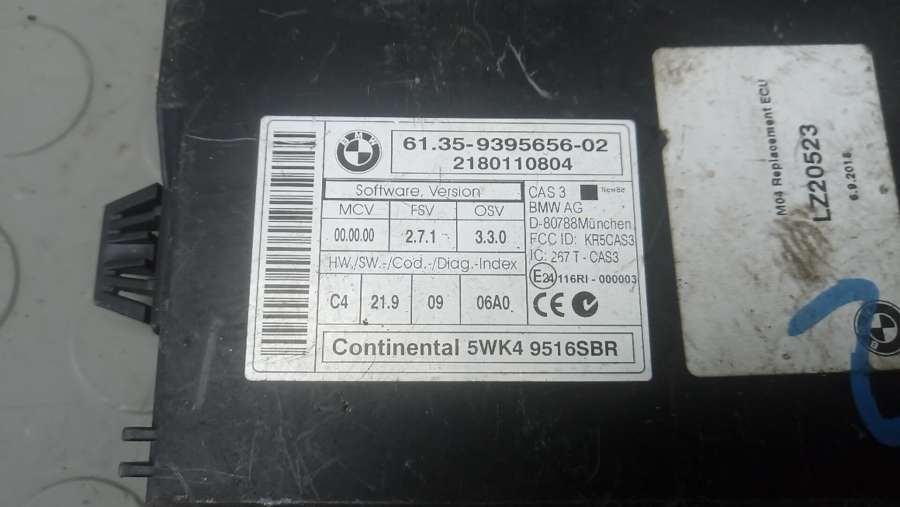 BMW
61.35-9395656-02
2180110804
Software, Version
MCV FSV OSV
00.00.00 2.7.1 3.3.0
HW./SW.-/Cod.-/Diag.-Index
C4 21.9 09 06A0
CAS 3
BMW AG
D-80788München
FCC ID: KR5CAS3
IC: 267 T - CAS3
E24 116RI - 000003
CE
Continental 5WK4 9516SBR
M04 Replacement ECU
LZ20523
6.9.2018